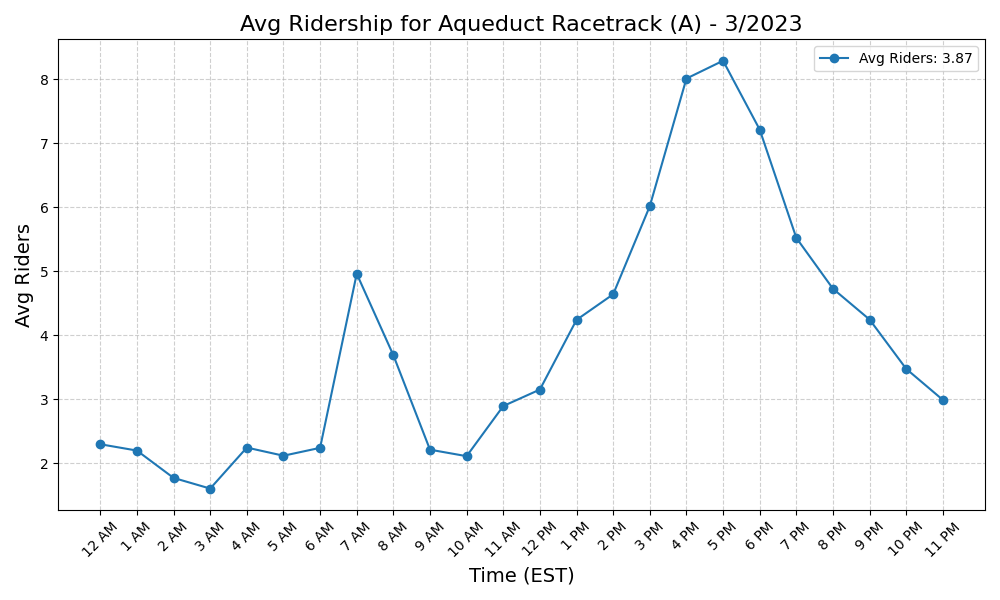 Avg Ridership for Aqueduct Racetrack (A) - 3/2023
Avg Riders: 3.87
Avg Riders
8
7
6
5
4
3
2
12 AM
1 AM
2 AM
3 AM
4 AM
5 AM
6 AM
7 AM
8 AM
9 AM
10 AM
11 AM
12 PM
1 PM
2 PM
3 PM
4 PM
5 PM
6 PM
7 PM
8 PM
9 PM
10 PM
11 PM
Time (EST)